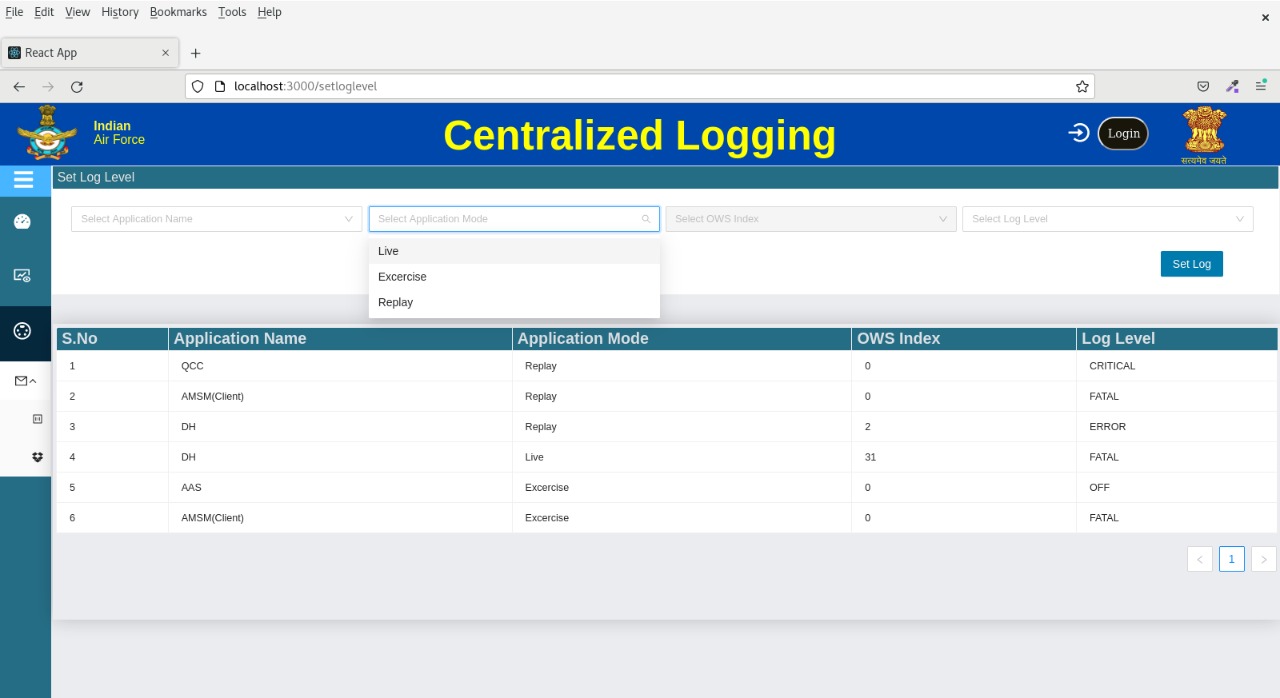 File Edit View History Bookmarks Tools Help
React App
localhost:3000/setloglevel
Indian
Air Force
Centralized Logging
Login
सत्यमेव जयते
Set Log Level
Select Application Name
Select Application Mode
Select OWS Index
Select Log Level
Live
Excercise
Replay
Set Log
S.No Application Name Application Mode OWS Index Log Level
1 QCC Replay 0 CRITICAL
2 AMSM(Client) Replay 0 FATAL
3 DH Replay 2 ERROR
4 DH Live 31 FATAL
5 AAS Excercise 0 OFF
6 AMSM(Client) Excercise 0 FATAL
1